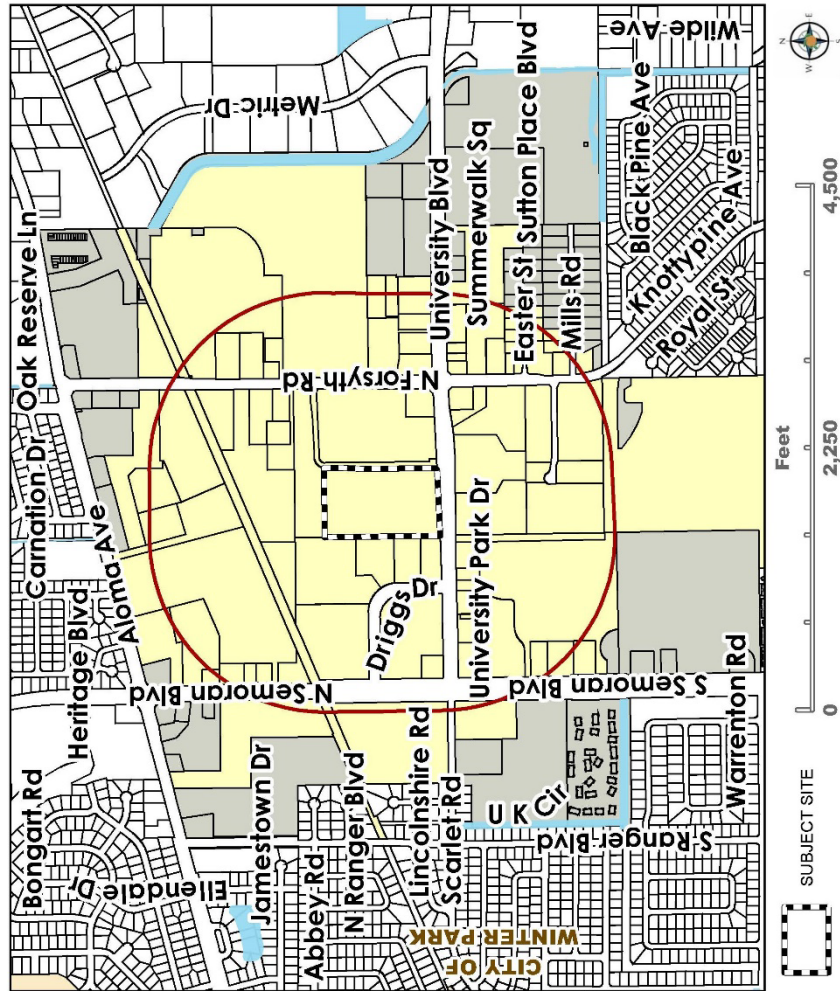 Bongart Rd
Ellendale Dr
Heritage Blvd
Carnation Dr
Oak Reserve Ln
Aloma Ave
Metric Dr
N Semoran Blvd
N Forsyth Rd
Jamestown Dr
Abbey Rd
N Ranger Blvd
Driggs Dr
Lincolnshire Rd
Scarlet Rd
University Blvd
University Park Dr
Summerwalk Sq
CITY OF
WINTER PARK
U K Cir
S Ranger Blvd
S Semoran Blvd
Easter St
Sutton Place Blvd
Mills Rd
Warrenton Rd
Royal St
Knottypine Ave
Black Pine Ave
Wilde Ave
SUBJECT SITE
Feet
0 2,250 4,500
N
E
S
W